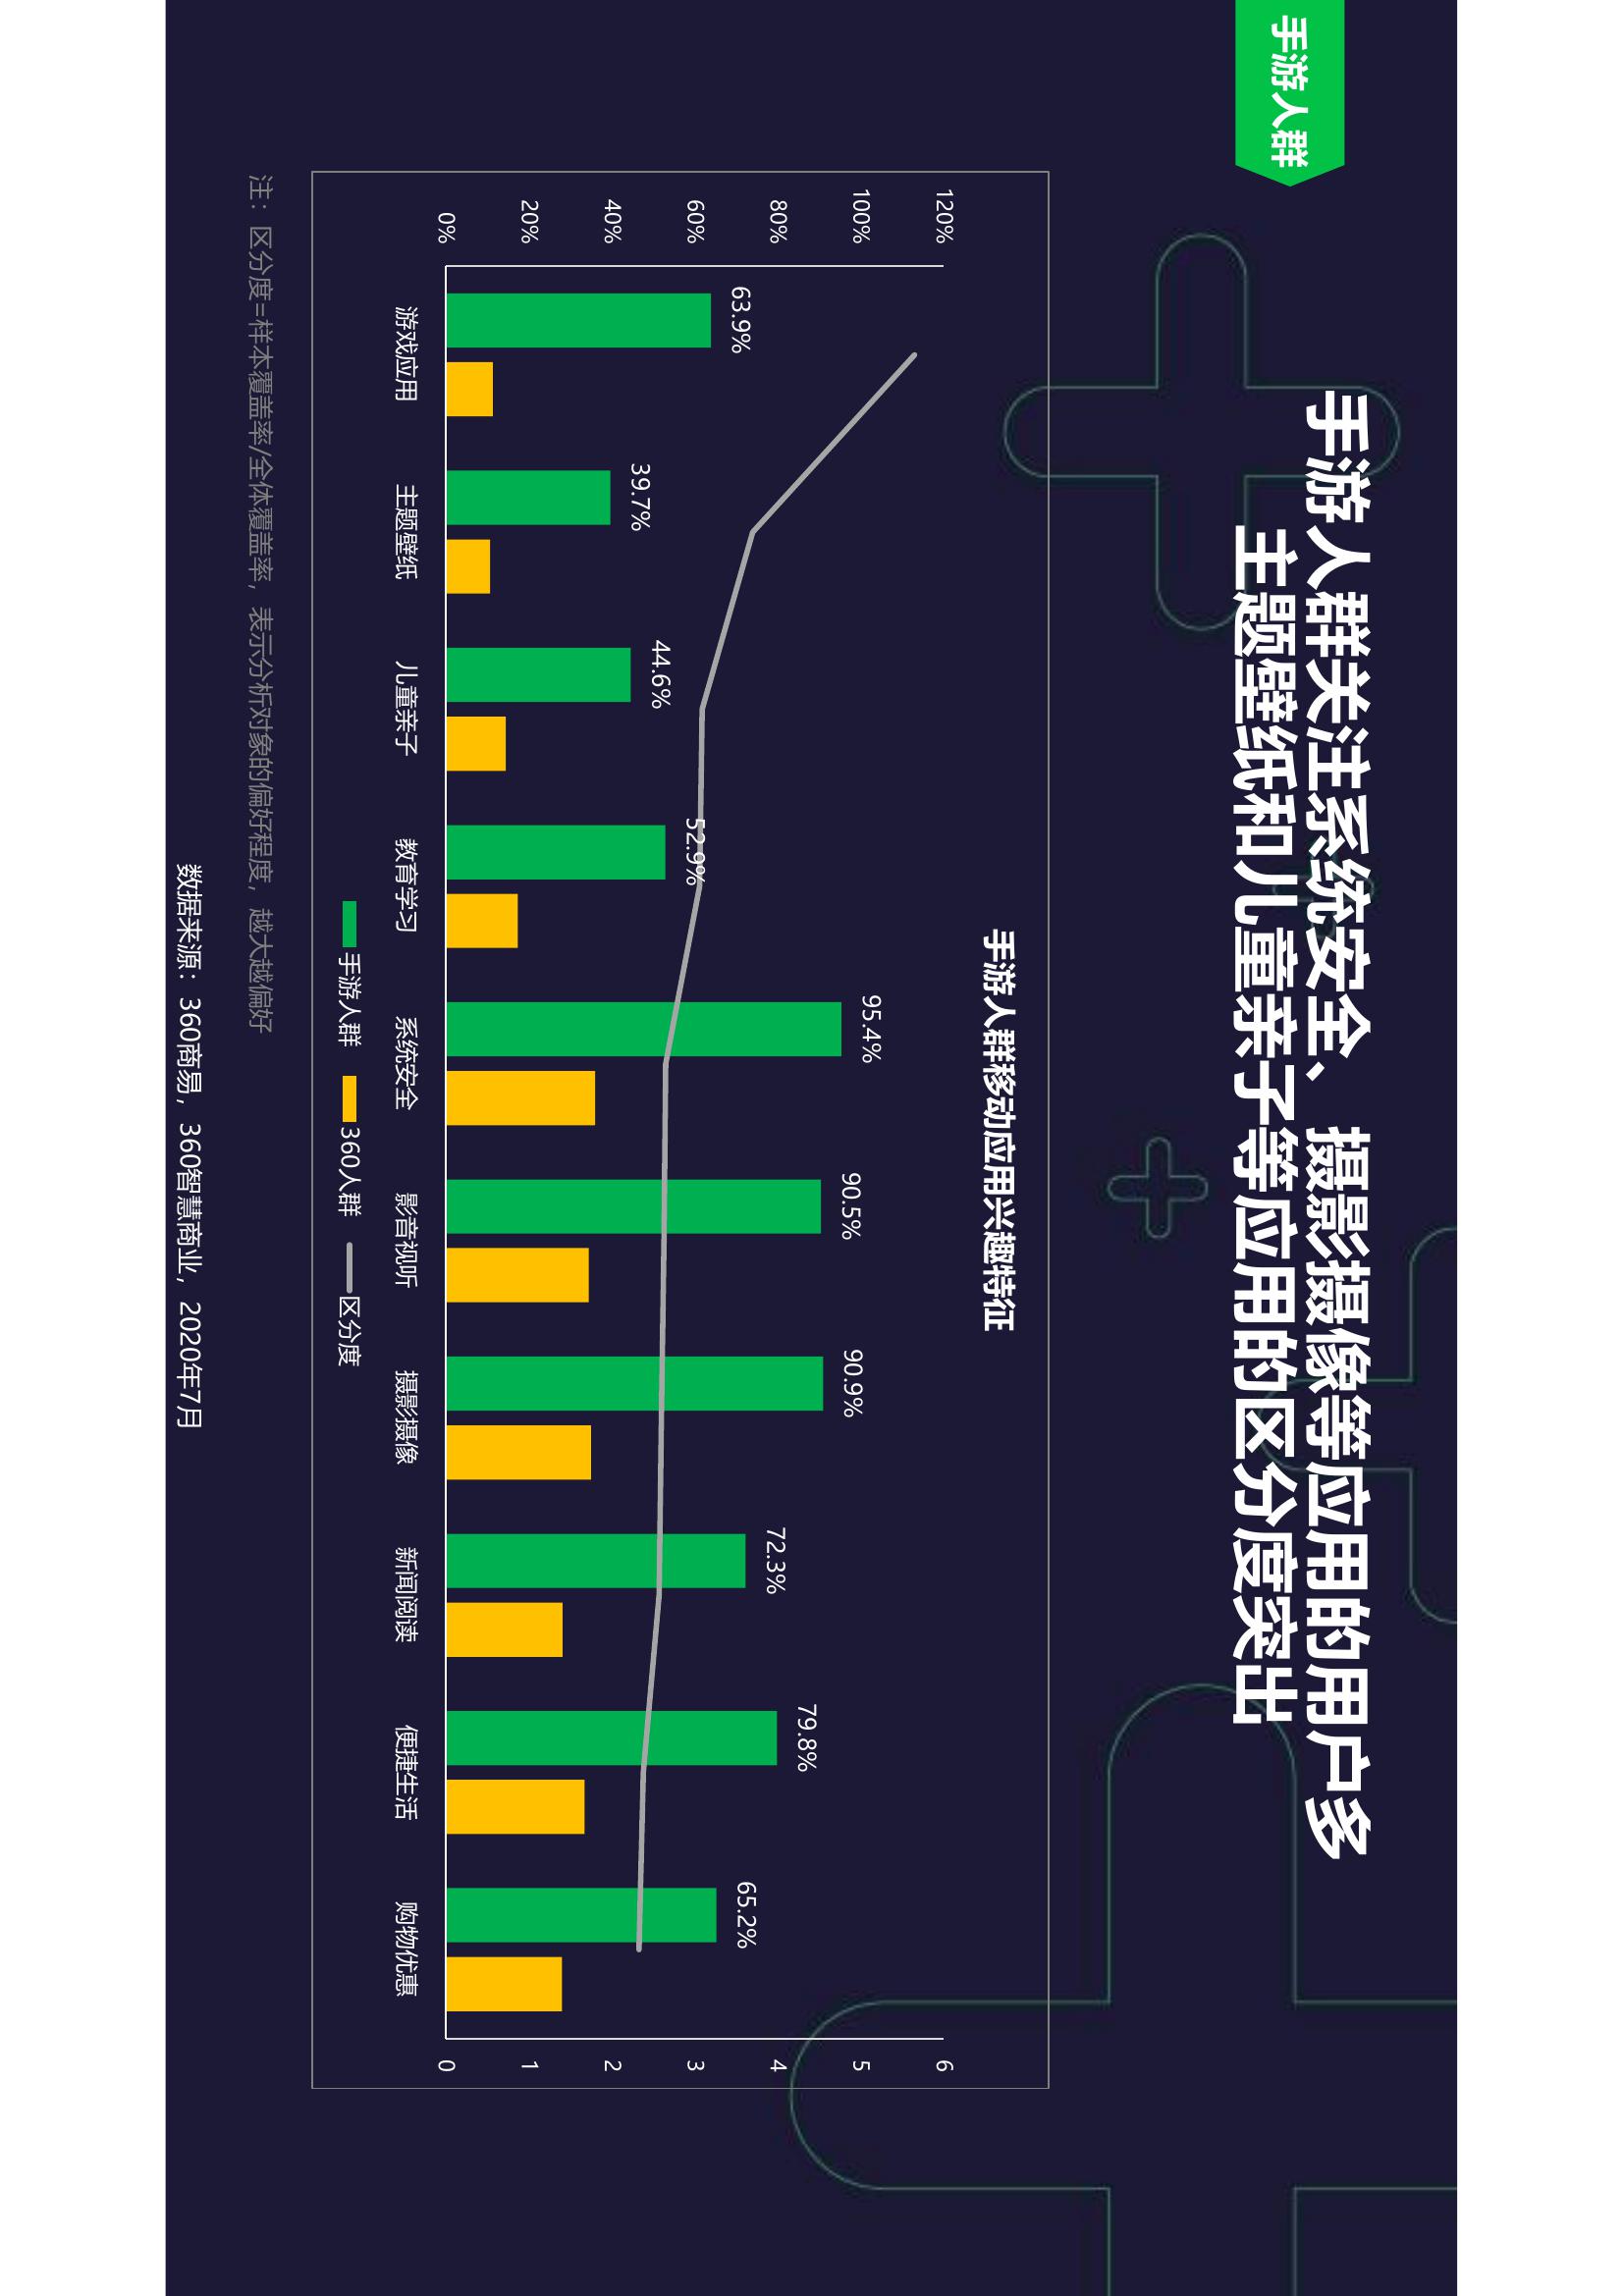 手游人群
手游人群关注系统安全、摄影摄像等应用的用户多
主题壁纸和儿童亲子等应用的区分度突出
手游人群移动应用兴趣特征
120%
100%
80%
60%
40%
20%
0%
63.9%
39.7%
44.6%
52.9%
95.4%
90.5%
90.9%
72.3%
79.8%
65.2%
6
5
4
3
2
1
0
游戏应用
主题壁纸
儿童亲子
教育学习
系统安全
影音视听
摄影摄像
新闻阅读
便捷生活
购物优惠
手游人群 360人群 区分度
注：区分度=样本覆盖率/全体覆盖率，表示分析对象的偏好程度，越大越偏好
数据来源：360商易，360智慧商业，2020年7月